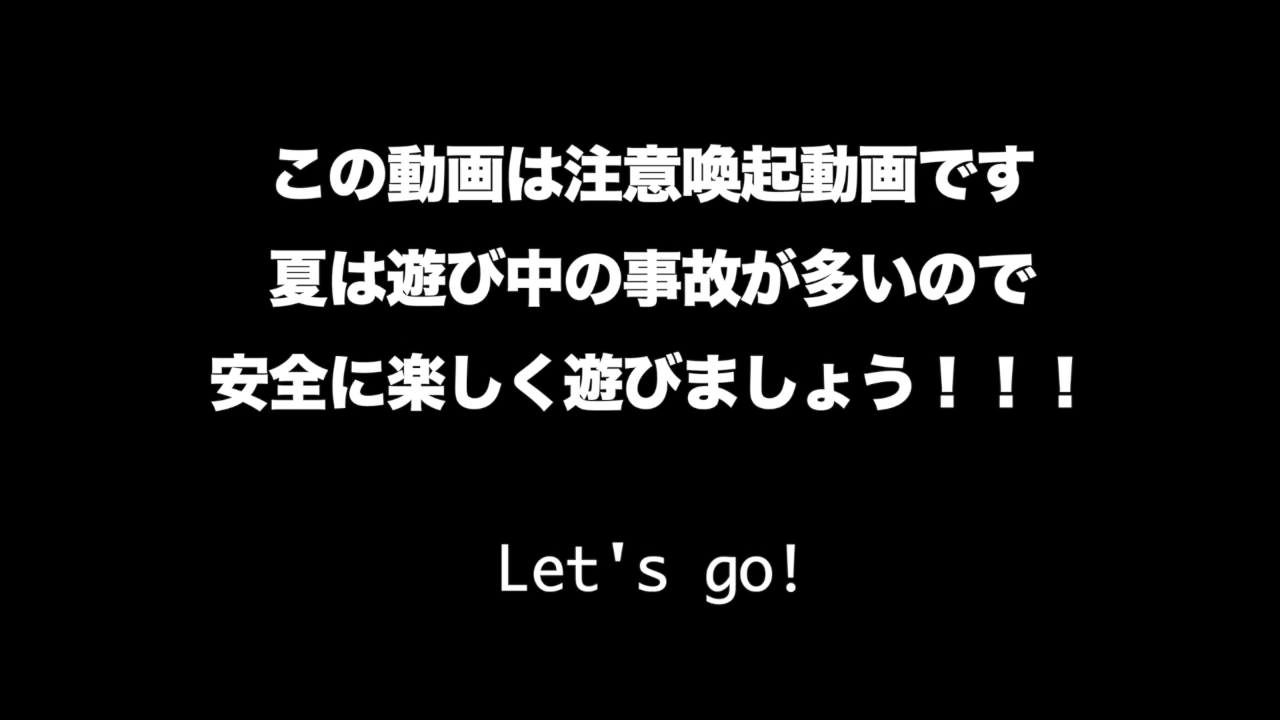 この動画は注意喚起動画です
夏は遊び中の事故が多いので
安全に楽しく遊びましょう！！！
Let's go!